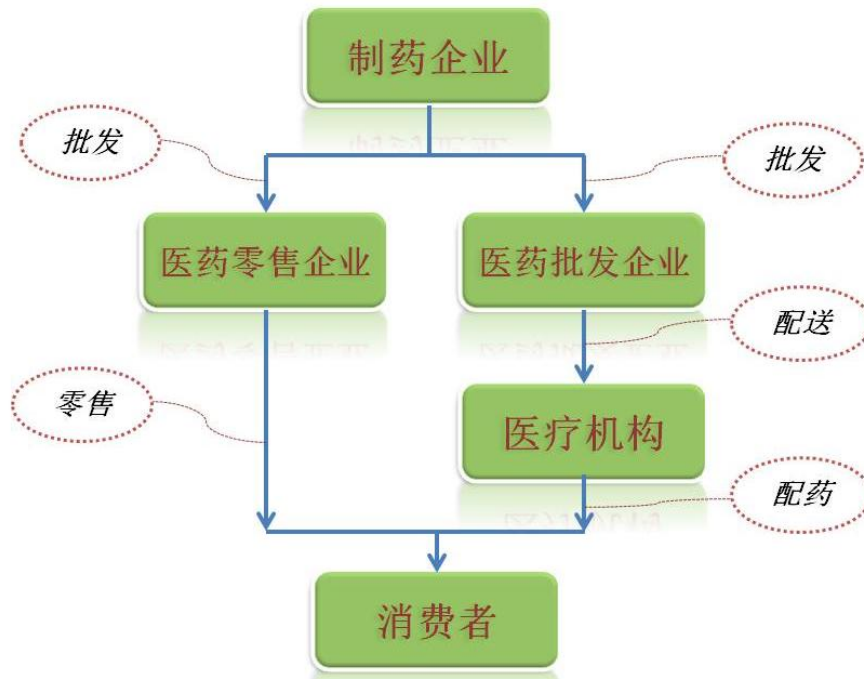 制药企业
批发
批发
医药零售企业
医药批发企业
配送
零售
医疗机构
配药
消费者